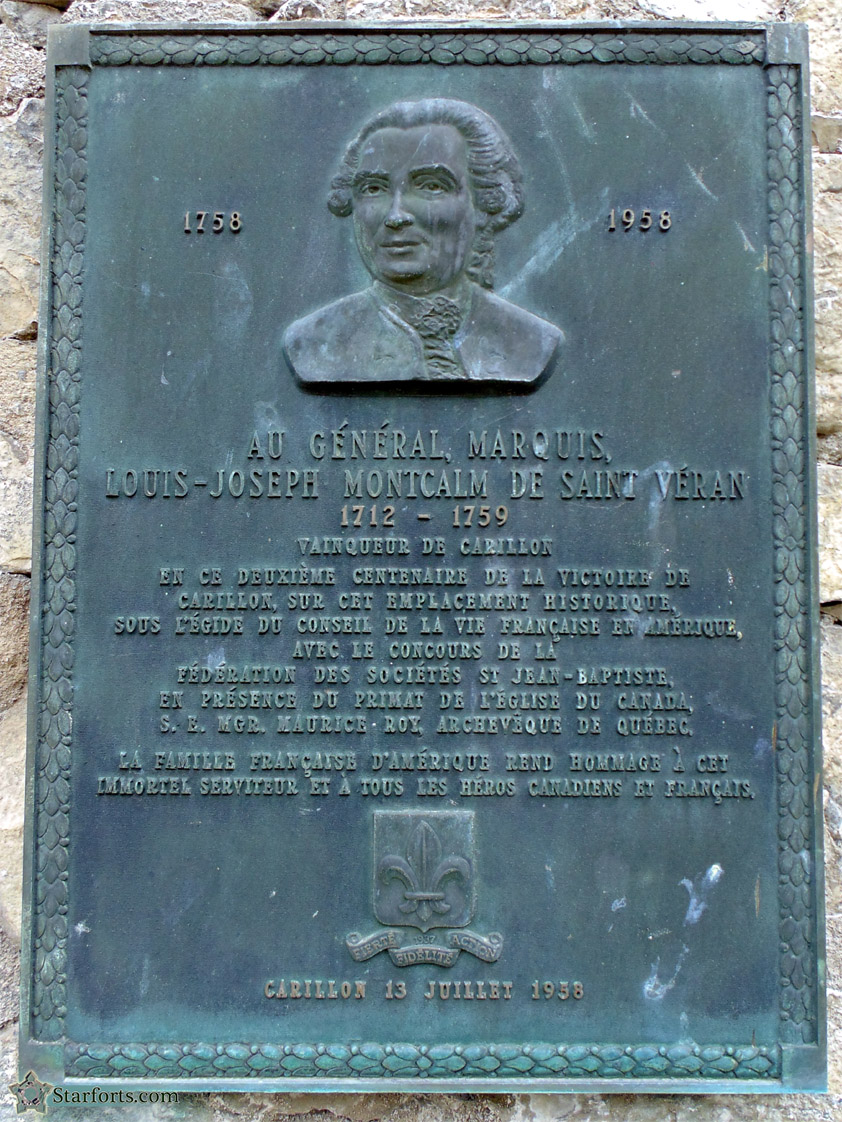 1758
1958
AU GÉNÉRAL, MARQUIS,
LOUIS-JOSEPH MONTCALM DE SAINT VÉRAN
1712 - 1759
VAINQUEUR DE CARILLON
EN CE DEUXIÈME CENTENAIRE DE LA VICTOIRE DE
CARILLON, SUR CET EMPLACEMENT HISTORIQUE,
SOUS L'ÉGIDE DU CONSEIL DE LA VIE FRANÇAISE EN AMÉRIQUE,
AVEC LE CONCOURS DE LA
FÉDÉRATION DES SOCIÉTÉS ST JEAN-BAPTISTE,
EN PRÉSENCE DU PRIMAT DE L'ÉGLISE DU CANADA,
S. E. MGR. MAURICE ROY, ARCHEVÊQUE DE QUÉBEC.
LA FAMILLE FRANÇAISE D'AMÉRIQUE REND HOMMAGE À CET
IMMORTEL SERVITEUR ET À TOUS LES HÉROS CANADIENS ET FRANÇAIS.
FIERTÉ 1937 ACTION
FIDÉLITÉ
CARILLON 13 JUILLET 1958
Starforts.com